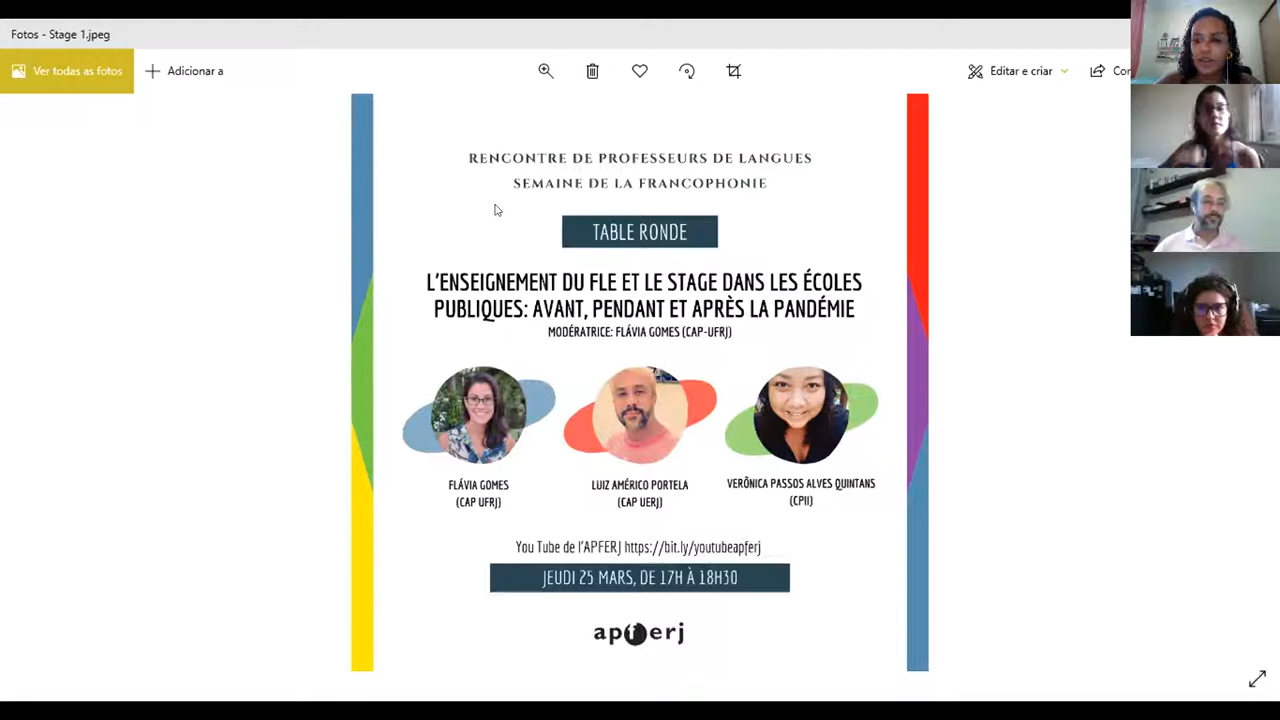 Fotos - Stage 1.jpeg
Ver todas as fotos
Adicionar a
Editar e criar
RENCONTRE DE PROFESSEURS DE LANGUES
SEMAINE DE LA FRANCOPHONIE
TABLE RONDE
L'ENSEIGNEMENT DU FLE ET LE STAGE DANS LES ÉCOLES
PUBLIQUES: AVANT, PENDANT ET APRÈS LA PANDÉMIE
MODÉRATRICE: FLÁVIA GOMES (CAP-UFRJ)
FLÁVIA GOMES
(CAP UFRJ)
LUIZ AMÉRICO PORTELA
(CAP UERJ)
VERÔNICA PASSOS ALVES QUINTANS
(CPII)
You Tube de l'APFERJ https://bit.ly/youtubeapferj
JEUDI 25 MARS, DE 17H À 18H30
apferj